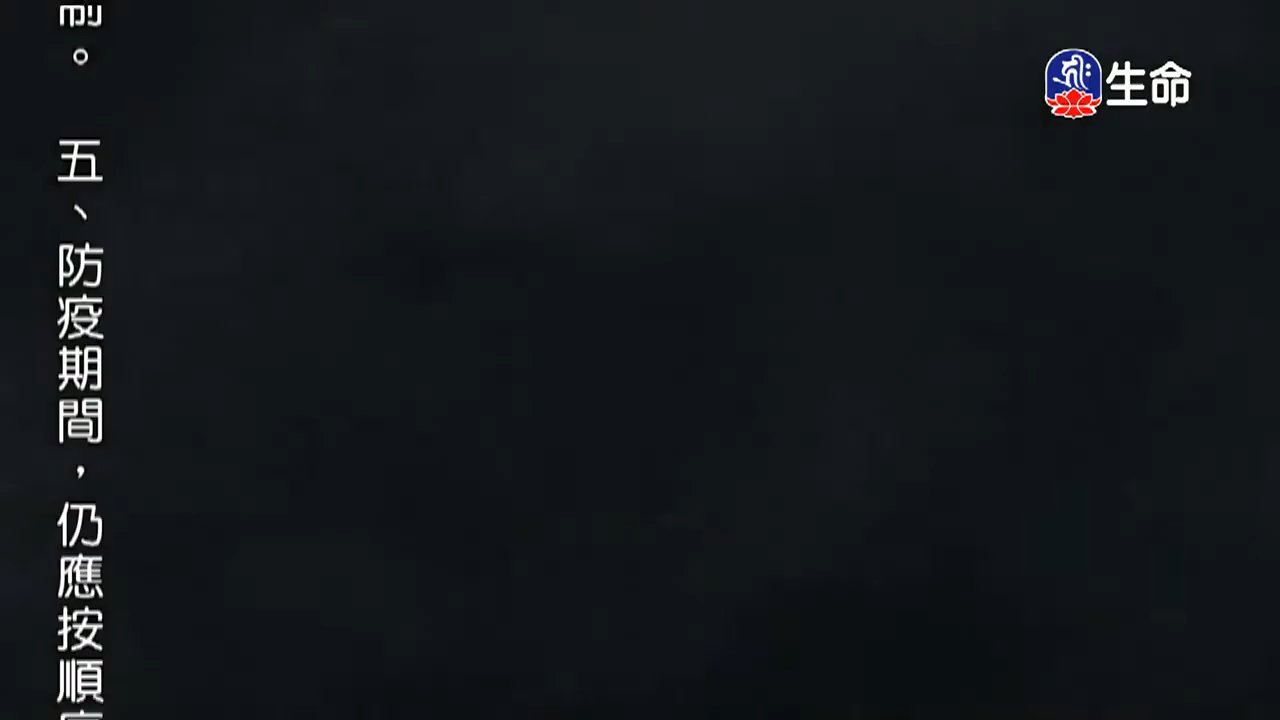 。 五、防疫期間，仍應按順
生命